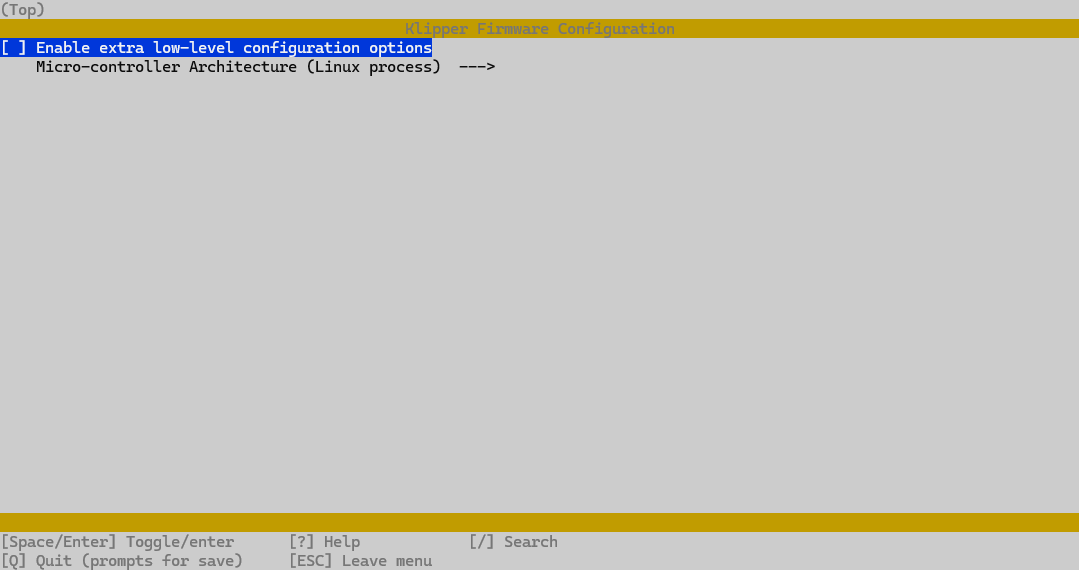 (Top)
Klipper Firmware Configuration
[ ] Enable extra low-level configuration options
Micro-controller Architecture (Linux process)  --->
[Space/Enter] Toggle/enter      [?] Help            [/] Search
[Q] Quit (prompts for save)     [ESC] Leave menu